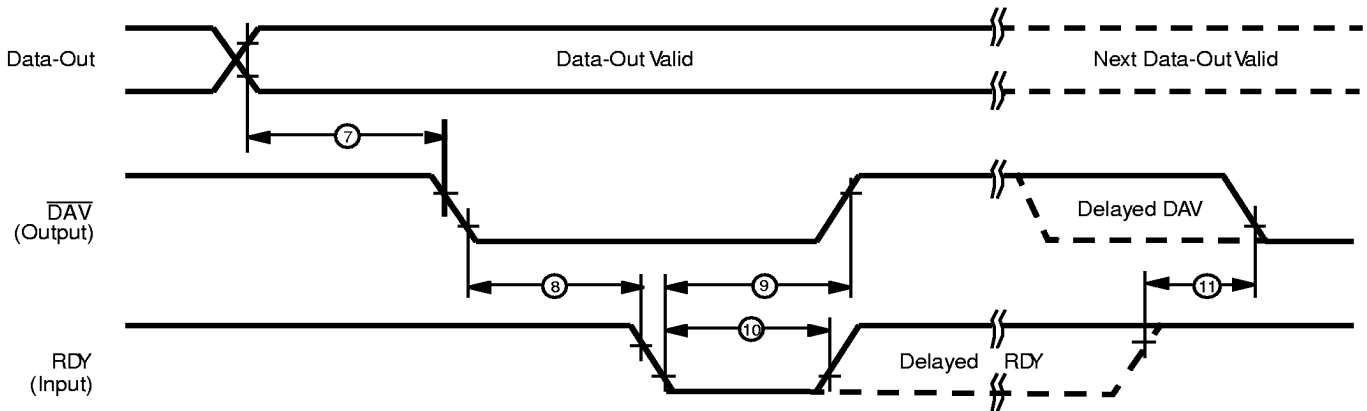 Data-Out
Data-Out Valid
Next Data-Out Valid
7
DAV
(Output)
Delayed DAV
8
9
11
10
RDY
(Input)
Delayed RDY